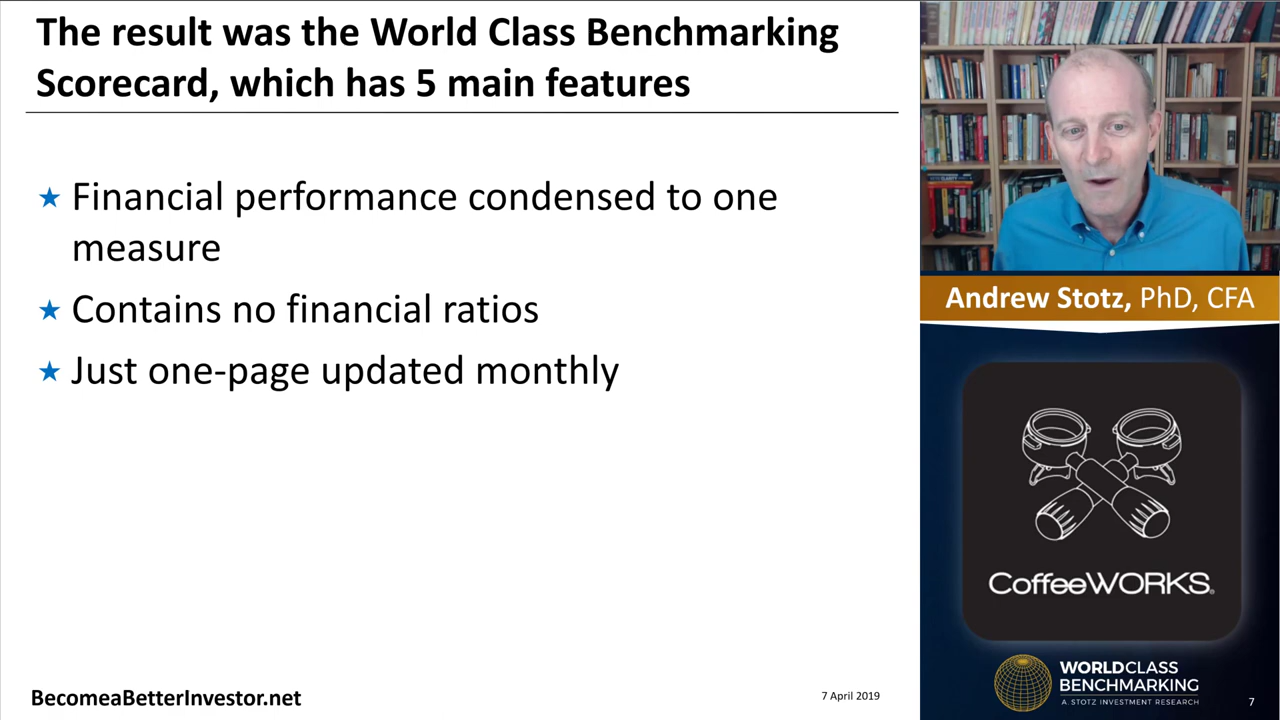 The result was the World Class Benchmarking
Scorecard, which has 5 main features
Financial performance condensed to one
measure
Contains no financial ratios
Just one-page updated monthly
BecomeaBetterInvestor.net
7 April 2019
Andrew Stotz, PhD, CFA
CoffeeWORKS®
WORLDCLASS
BENCHMARKING
A STOTZ INVESTMENT RESEARCH
7